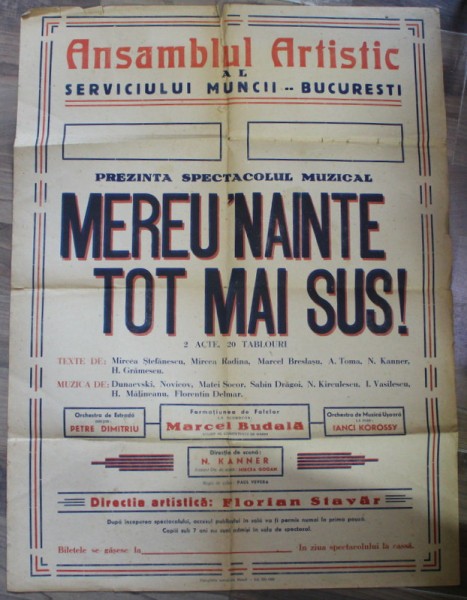 Ansamblul Artistic
AL
SERVICIULUI MUNCII -- BUCURESTI
PREZINTA SPECTACOLUL MUZICAL
MEREU'NAINTE
TOT MAI SUS!
2 ACTE, 20 TABLOURI
TEXTE DE: Mircea Ștefănescu, Mircea Rodina, Marcel Breslașu, A. Toma, N. Kanner,
H. Grămescu.
MUZICA DE: Dunaevski, Novicov, Matei Socor, Sabin Drăgoi, N. Kirculescu, I. Vasilescu,
H. Mălineanu, Florentin Delmar.
Orchestra de Estradă
PETRE DIMITRIU
Formațiunea de Folklor
Marcel Budală
Orchestra de Muzică Ușoară
IANCI KOROSSY
Direcția de scenă:
N. KANNER
Directia artistică: Florian Stavăr
După începerea spectacolului, accesul publicului în sală va fi permis numai în prima pauză.
Copiii sub 7 ani nu sunt admiși în sala de spectacol.
Biletele se găsesc la În ziua spectacolului la casă.